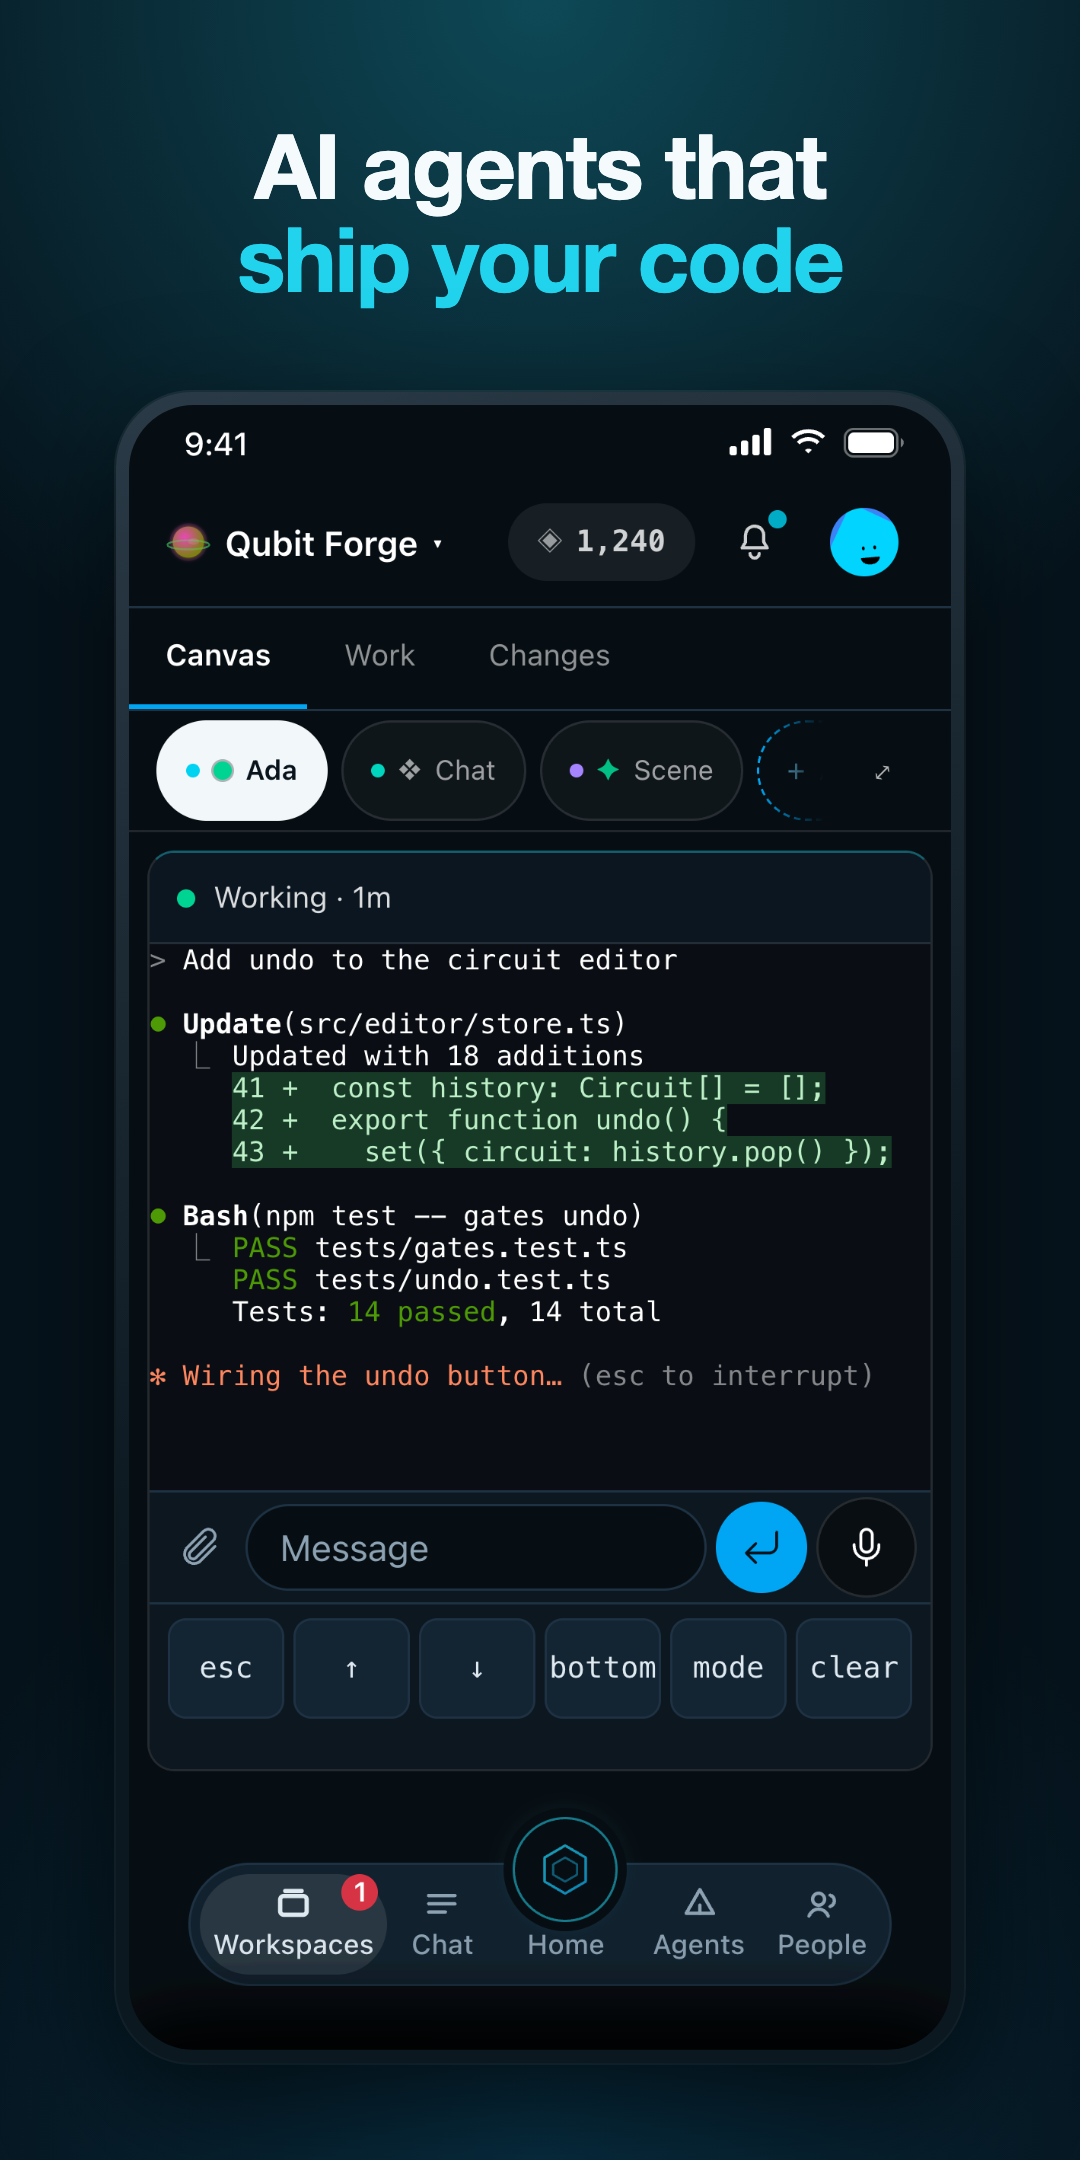 AI agents that
ship your code
9:41
Qubit Forge ▾
1,240
Canvas Work Changes
Ada Chat Scene +
Working · 1m
> Add undo to the circuit editor
Update(src/editor/store.ts)
Updated with 18 additions
41 + const history: Circuit[] = [];
42 + export function undo() {
43 + set({ circuit: history.pop() });
Bash(npm test -- gates undo)
PASS tests/gates.test.ts
PASS tests/undo.test.ts
Tests: 14 passed, 14 total
✻ Wiring the undo button… (esc to interrupt)
Message
esc ↑ ↓ bottom mode clear
1
Workspaces Chat Home Agents People